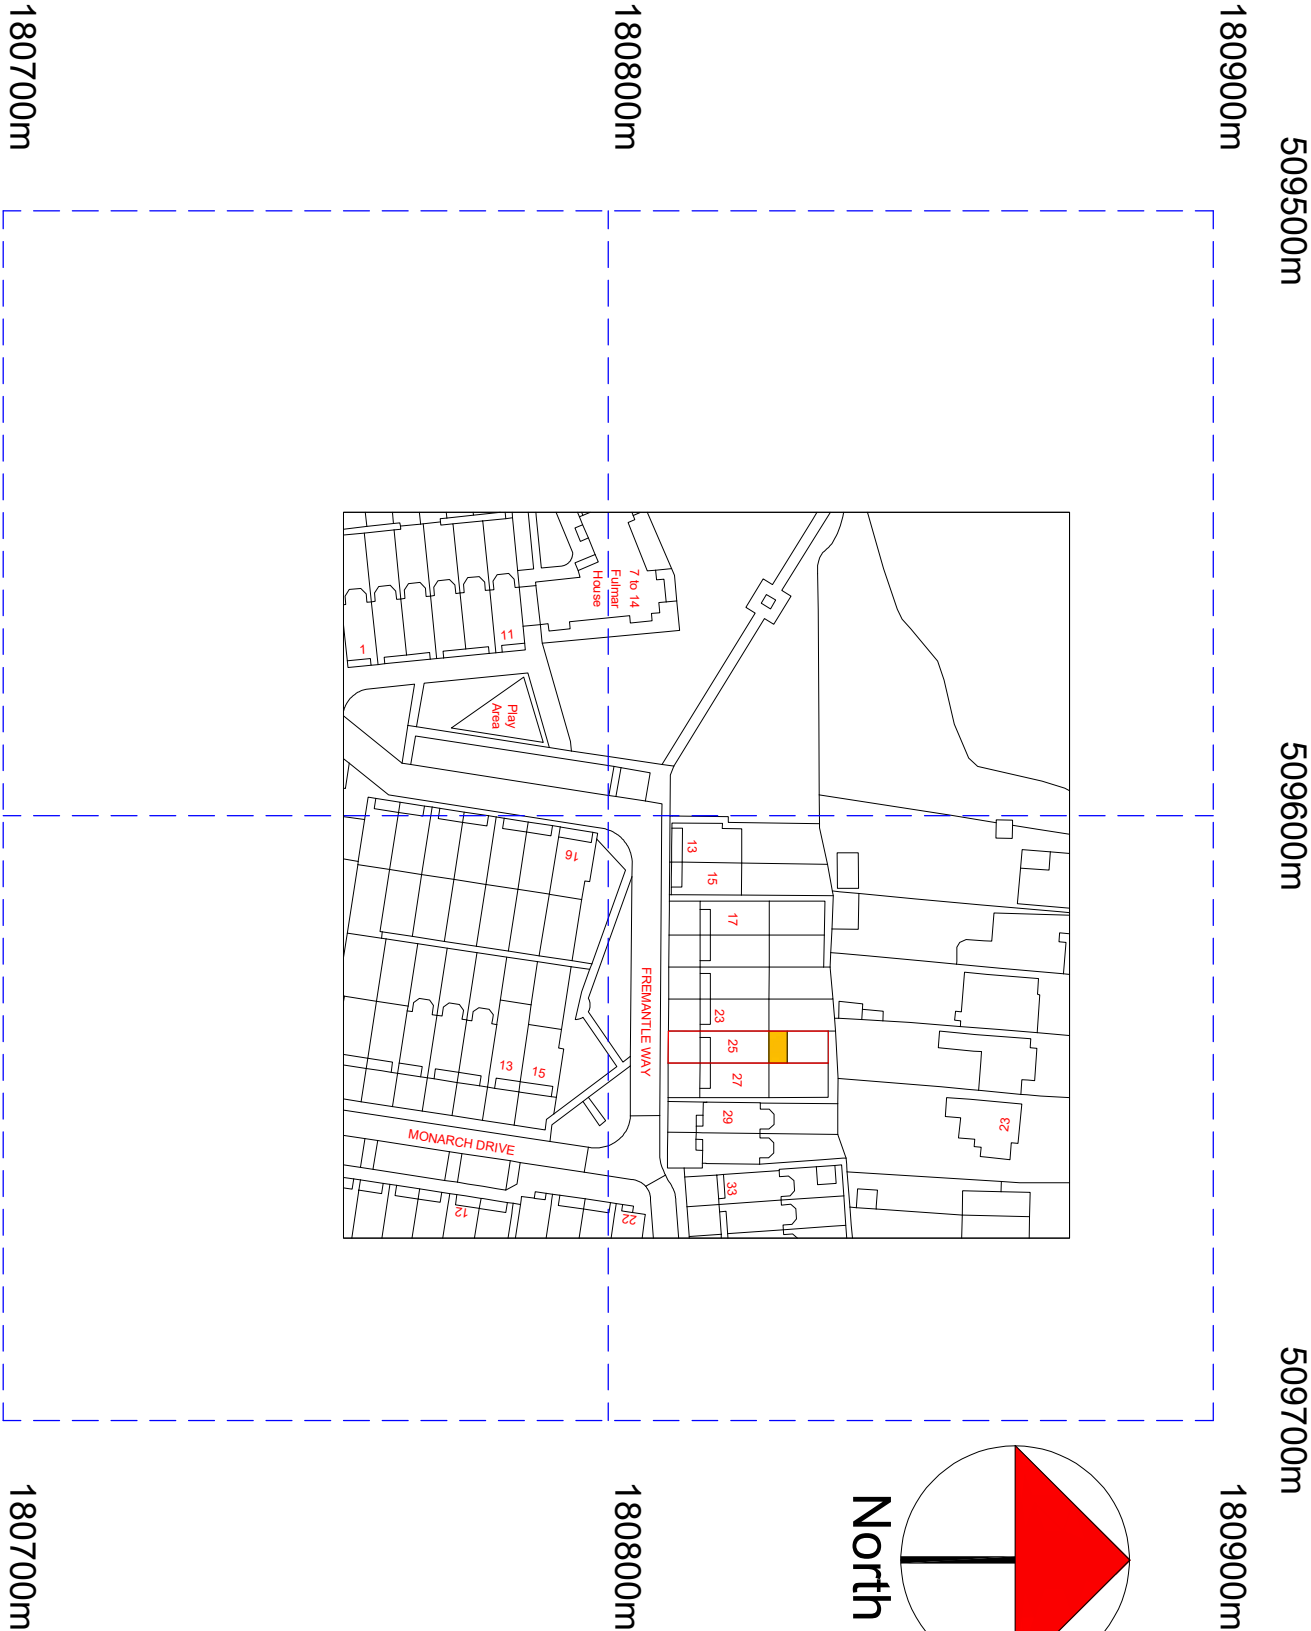 509500m
509600m
509700m
180900m
180900m
180800m
180800m
180700m
180700m
North
23
13
15
17
23
25
27
29
33
FREMANTLE WAY
7 to 14
Fulmar
House
Play
Area
11
1
16
13
15
MONARCH DRIVE
12
22